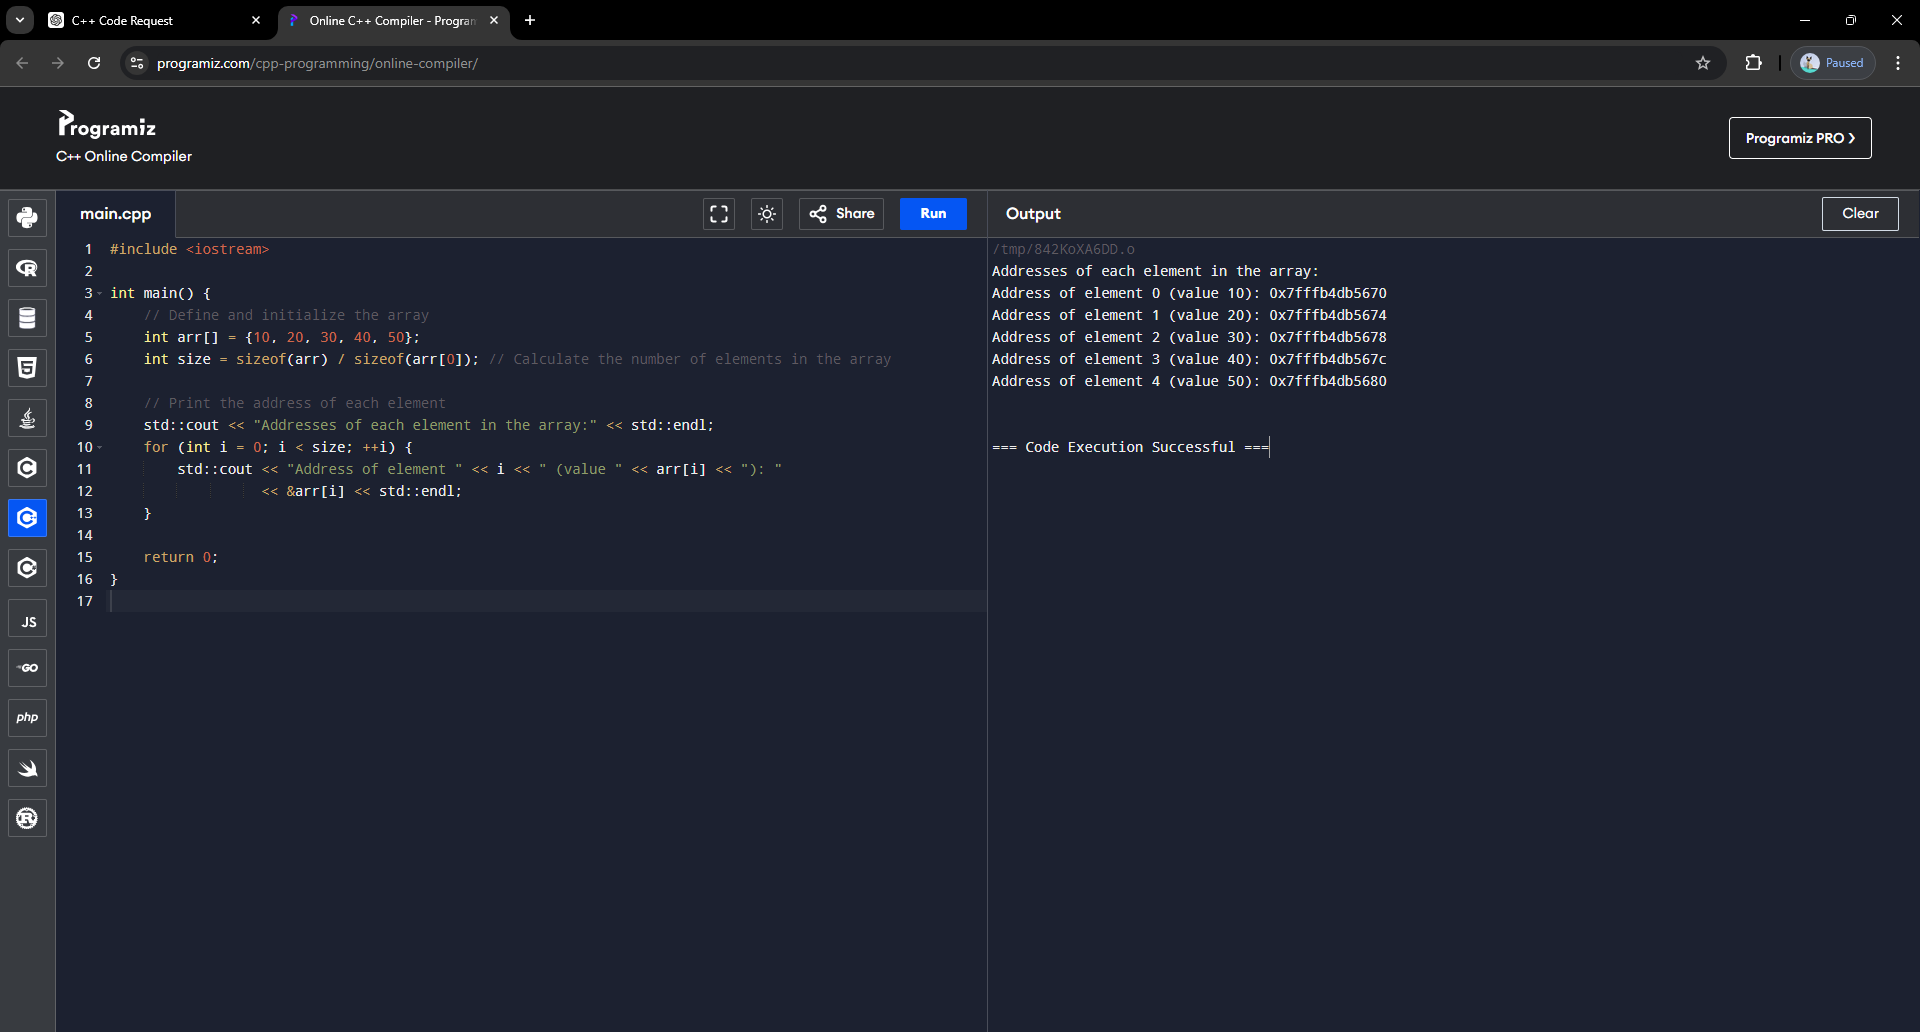 C++ Code Request
Online C++ Compiler - Program
programiz.com/cpp-programming/online-compiler/
Paused
Programiz
C++ Online Compiler
Programiz PRO ❯
main.cpp
Share
Run
Output
Clear
1 #include <iostream>
2
3 int main() {
4     // Define and initialize the array
5     int arr[] = {10, 20, 30, 40, 50};
6     int size = sizeof(arr) / sizeof(arr[0]); // Calculate the number of elements in the array
7
8     // Print the address of each element
9     std::cout << "Addresses of each element in the array:" << std::endl;
10     for (int i = 0; i < size; ++i) {
11         std::cout << "Address of element " << i << " (value " << arr[i] << "): "
12                   << &arr[i] << std::endl;
13     }
14
15     return 0;
16 }
17
/tmp/842KoXA6DD.o
Addresses of each element in the array:
Address of element 0 (value 10): 0x7fffb4db5670
Address of element 1 (value 20): 0x7fffb4db5674
Address of element 2 (value 30): 0x7fffb4db5678
Address of element 3 (value 40): 0x7fffb4db567c
Address of element 4 (value 50): 0x7fffb4db5680
=== Code Execution Successful ===
R
5
C
C
C
JS
GO
php
R